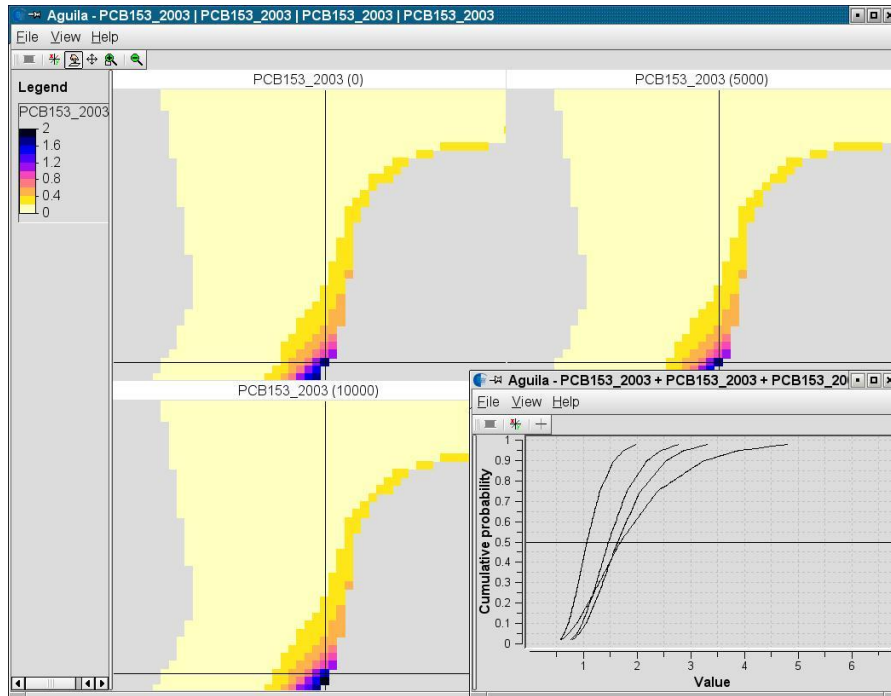 Aguila - PCB153_2003 | PCB153_2003 | PCB153_2003 | PCB153_2003
File View Help
Legend
PCB153_2003
2
1.6
1.2
0.8
0.4
0
PCB153_2003 (0)
PCB153_2003 (5000)
PCB153_2003 (10000)
Aguila - PCB153_2003 + PCB153_2003 + PCB153_20
File View Help
Cumulative probability
1
0.9
0.8
0.7
0.6
0.5
0.4
0.3
0.2
0.1
0
1 2 3 4 5 6
Value